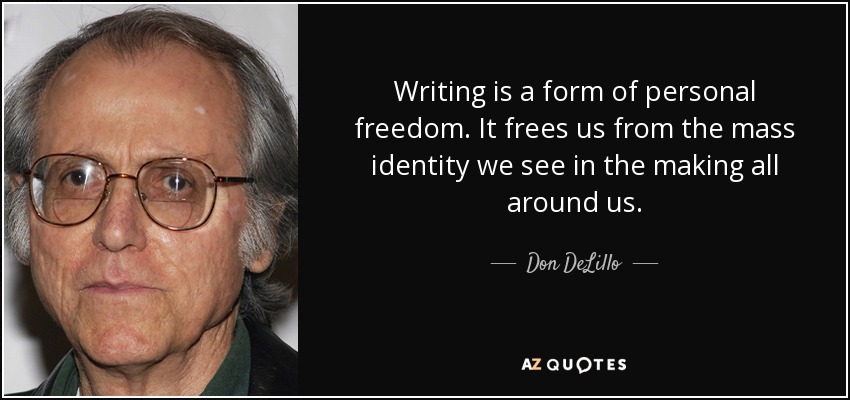 Writing is a form of personal
freedom. It frees us from the mass
identity we see in the making all
around us.
Don DeLillo
AZ QUOTES